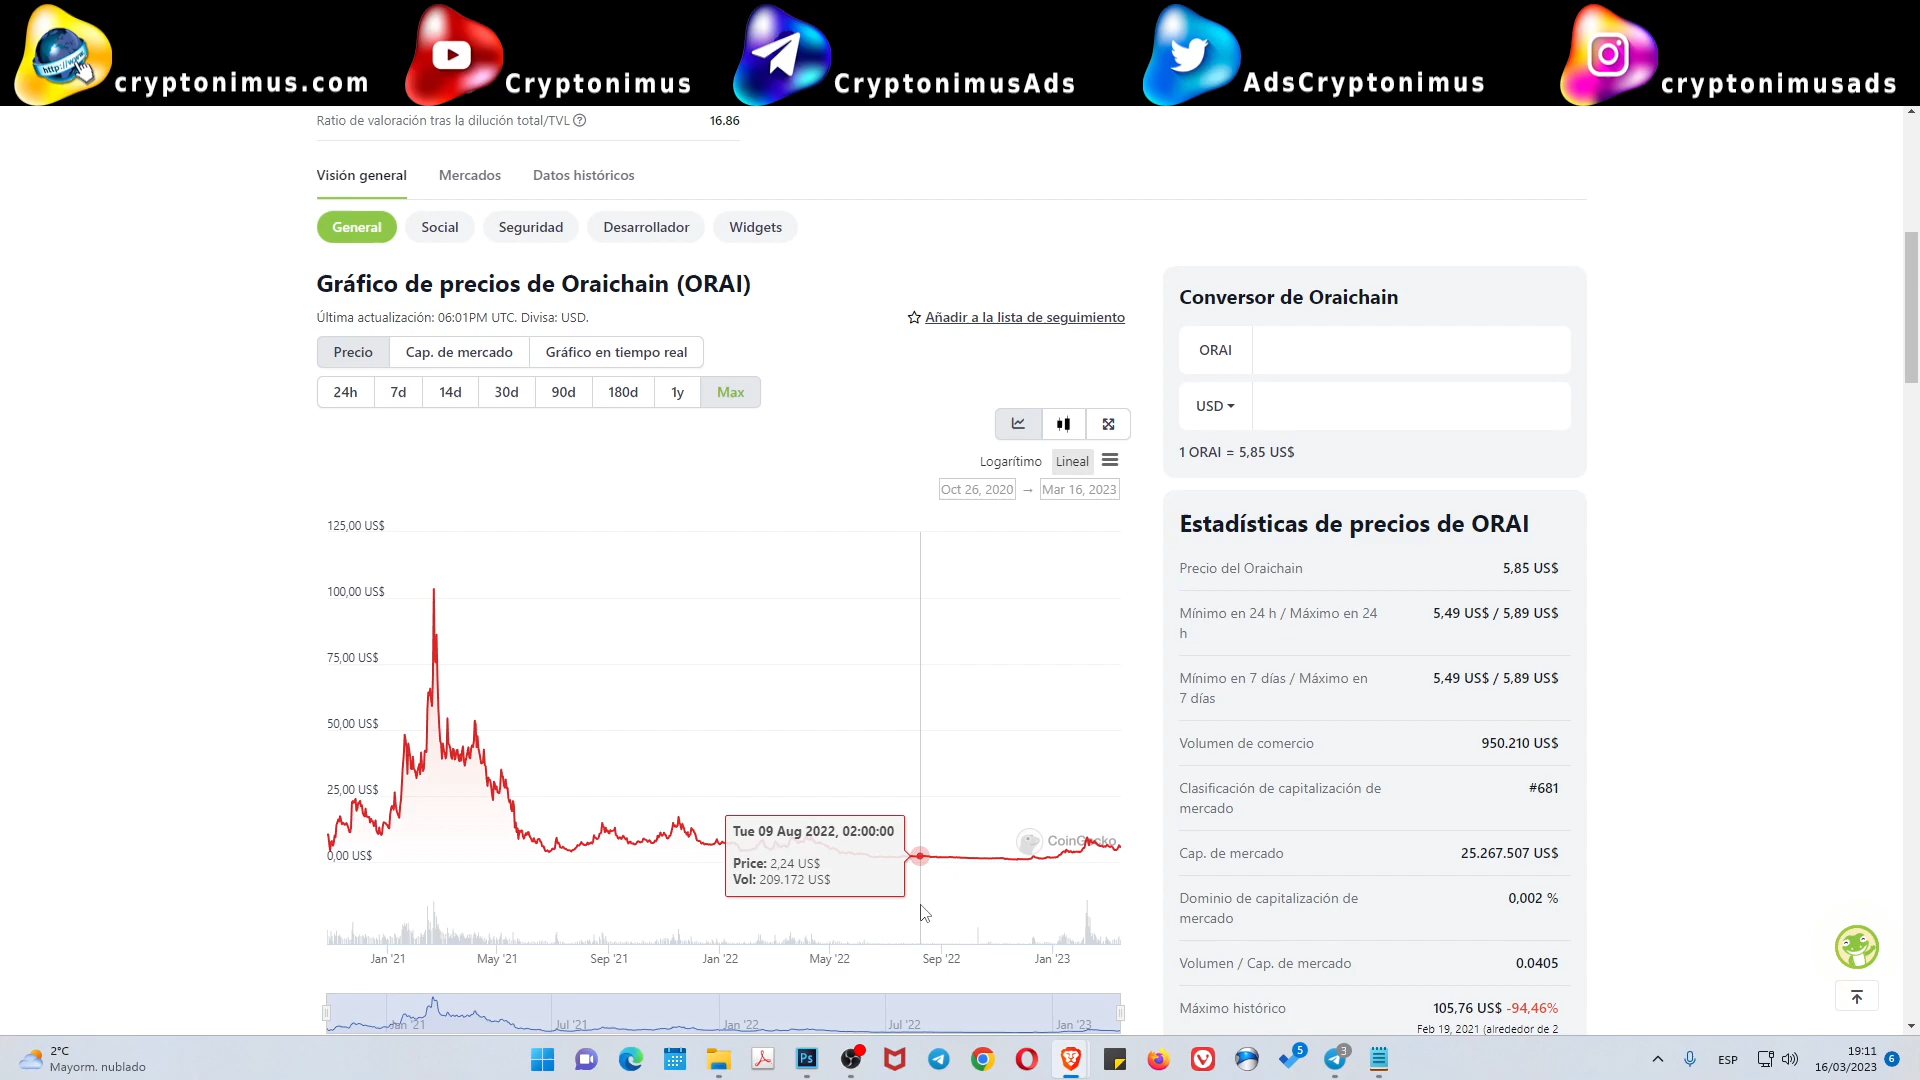 cryptonimus.com
Cryptonimus
CryptonimusAds
AdsCryptonimus
cryptonimusads
http://www
Ratio de valoración tras la dilución total/TVL
16.86
Visión general
Mercados
Datos históricos
General
Social
Seguridad
Desarrollador
Widgets
Gráfico de precios de Oraichain (ORAI)
Última actualización: 06:01PM UTC. Divisa: USD.
Añadir a la lista de seguimiento
Precio
Cap. de mercado
Gráfico en tiempo real
24h
7d
14d
30d
90d
180d
1y
Max
Logarítimo
Lineal
Oct 26, 2020 → Mar 16, 2023
125,00 US$
100,00 US$
75,00 US$
50,00 US$
25,00 US$
0,00 US$
Tue 09 Aug 2022, 02:00:00
Price: 2,24 US$
Vol: 209.172 US$
CoinGecko
Jan '21
May '21
Sep '21
Jan '22
May '22
Sep '22
Jan '23
Jan '21
Jul '21
Jan '22
Jul '22
Jan '23
Conversor de Oraichain
ORAI
USD
1 ORAI = 5,85 US$
Estadísticas de precios de ORAI
Precio del Oraichain
5,85 US$
Mínimo en 24 h / Máximo en 24
h
5,49 US$ / 5,89 US$
Mínimo en 7 días / Máximo en
7 días
5,49 US$ / 5,89 US$
Volumen de comercio
950.210 US$
Clasificación de capitalización de
mercado
#681
Cap. de mercado
25.267.507 US$
Dominio de capitalización de
mercado
0,002 %
Volumen / Cap. de mercado
0.0405
Máximo histórico
105,76 US$ -94,46%
Feb 19, 2021 (alrededor de 2
2°C
Mayorm. nublado
Ps
5
3
ESP
19:11
16/03/2023
6